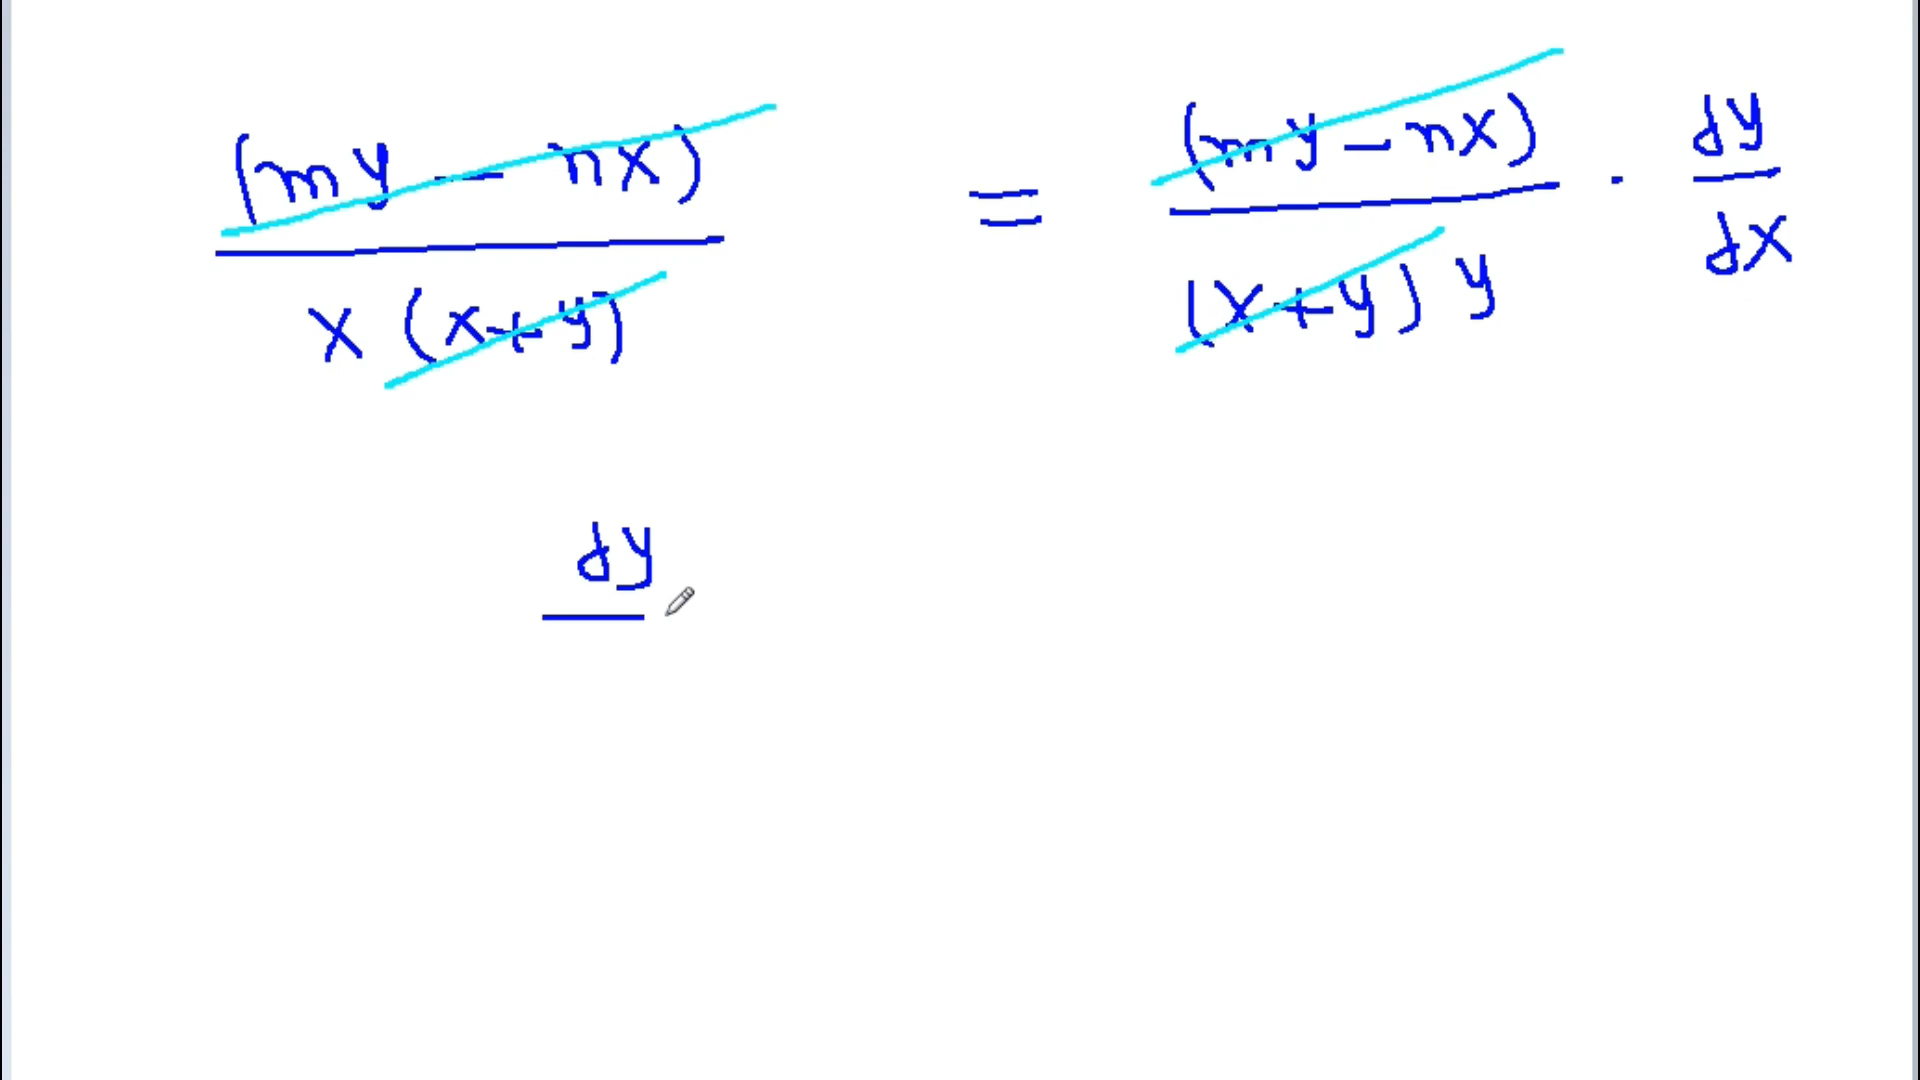 (my - nx) / x (x+y) = (my - nx) / (x+y) y . dy / dx
dy